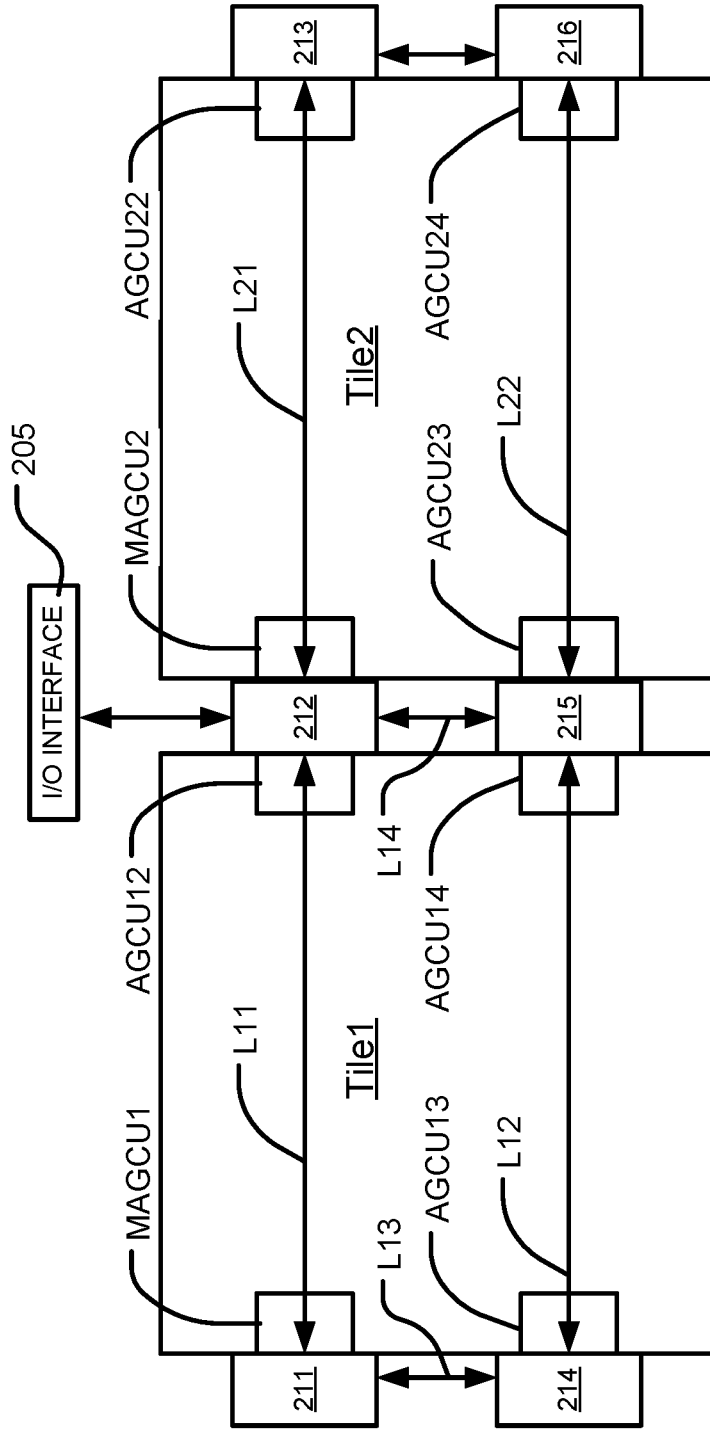 205
I/O INTERFACE
MAGCU1
AGCU12
MAGCU2
AGCU22
L11
L21
211
212
213
Tile1
Tile2
L13
L14
AGCU13
AGCU14
AGCU23
AGCU24
L12
L22
214
215
216